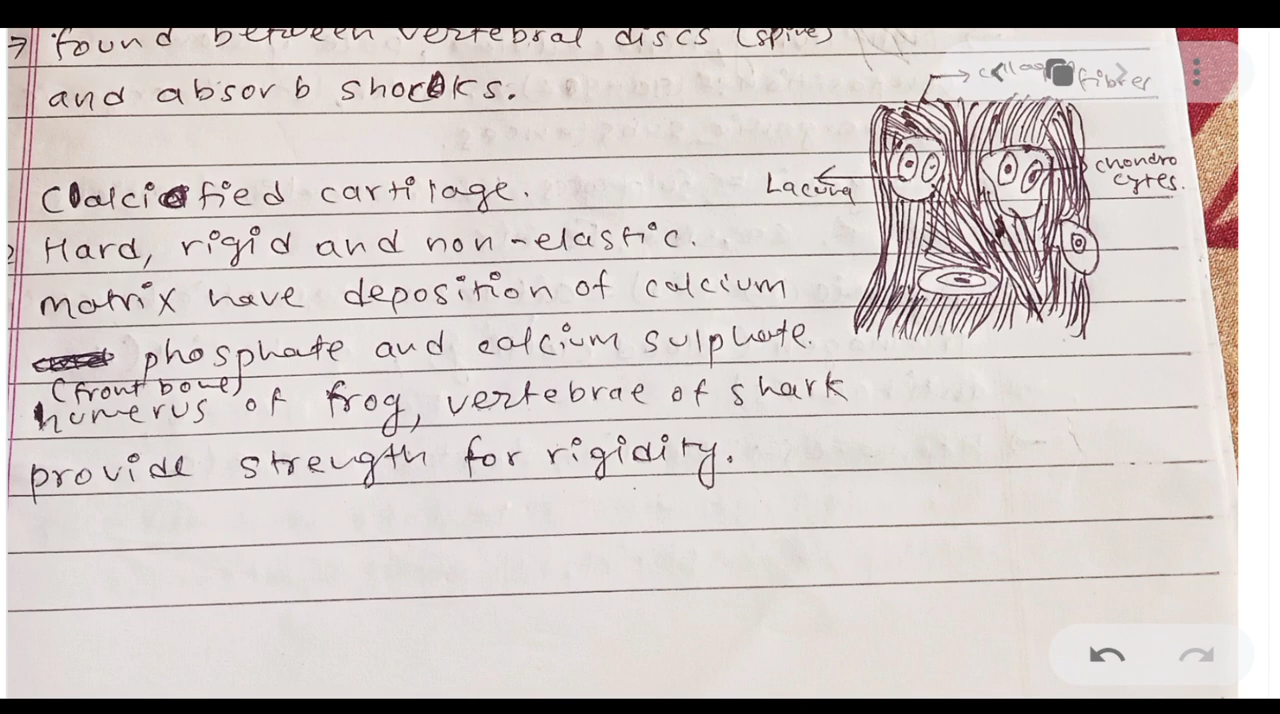 → found between vertebral discs (spine)
and absorb shocks.
→ collagen fibres
Lacuna
chondro
cytes.
Calcified cartilage.
Hard, rigid and non-elastic.
matrix have deposition of calcium
phosphate and calcium sulphate.
(front bone)
humerus of frog, vertebrae of shark
provide strength for rigidity.